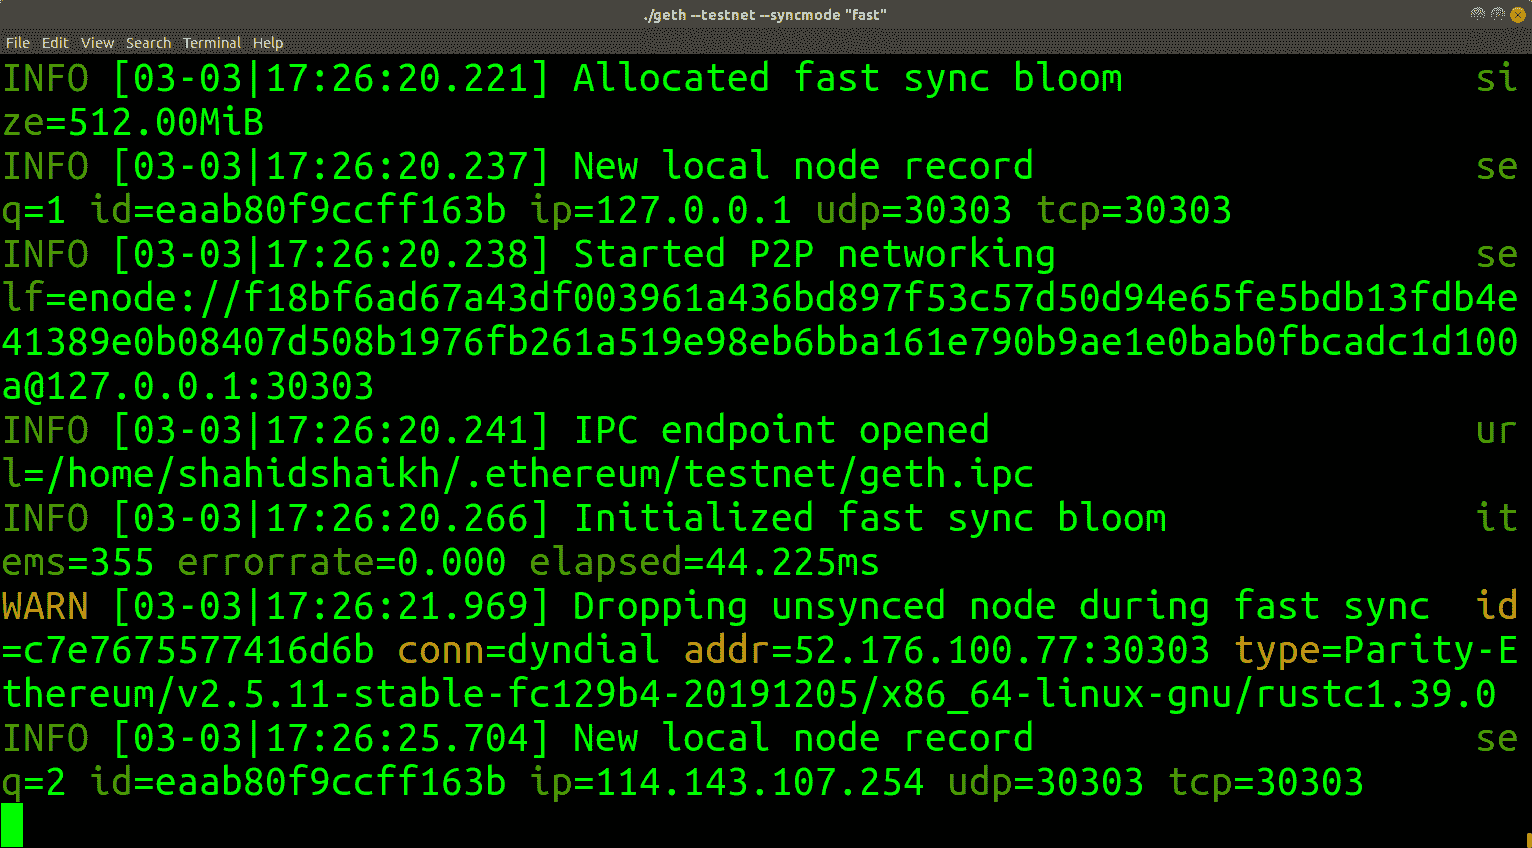 ./geth --testnet --syncmode "fast"
File Edit View Search Terminal Help
INFO [03-03|17:26:20.221] Allocated fast sync bloom si
ze=512.00MiB
INFO [03-03|17:26:20.237] New local node record se
q=1 id=eaab80f9ccff163b ip=127.0.0.1 udp=30303 tcp=30303
INFO [03-03|17:26:20.238] Started P2P networking se
lf=enode://f18bf6ad67a43df003961a436bd897f53c57d50d94e65fe5bdb13fdb4e
41389e0b08407d508b1976fb261a519e98eb6bba161e790b9ae1e0bab0fbcadc1d100
a@127.0.0.1:30303
INFO [03-03|17:26:20.241] IPC endpoint opened ur
l=/home/shahidshaikh/.ethereum/testnet/geth.ipc
INFO [03-03|17:26:20.266] Initialized fast sync bloom it
ems=355 errorrate=0.000 elapsed=44.225ms
WARN [03-03|17:26:21.969] Dropping unsynced node during fast sync id
=c7e7675577416d6b conn=dyndial addr=52.176.100.77:30303 type=Parity-E
thereum/v2.5.11-stable-fc129b4-20191205/x86_64-linux-gnu/rustc1.39.0
INFO [03-03|17:26:25.704] New local node record se
q=2 id=eaab80f9ccff163b ip=114.143.107.254 udp=30303 tcp=30303